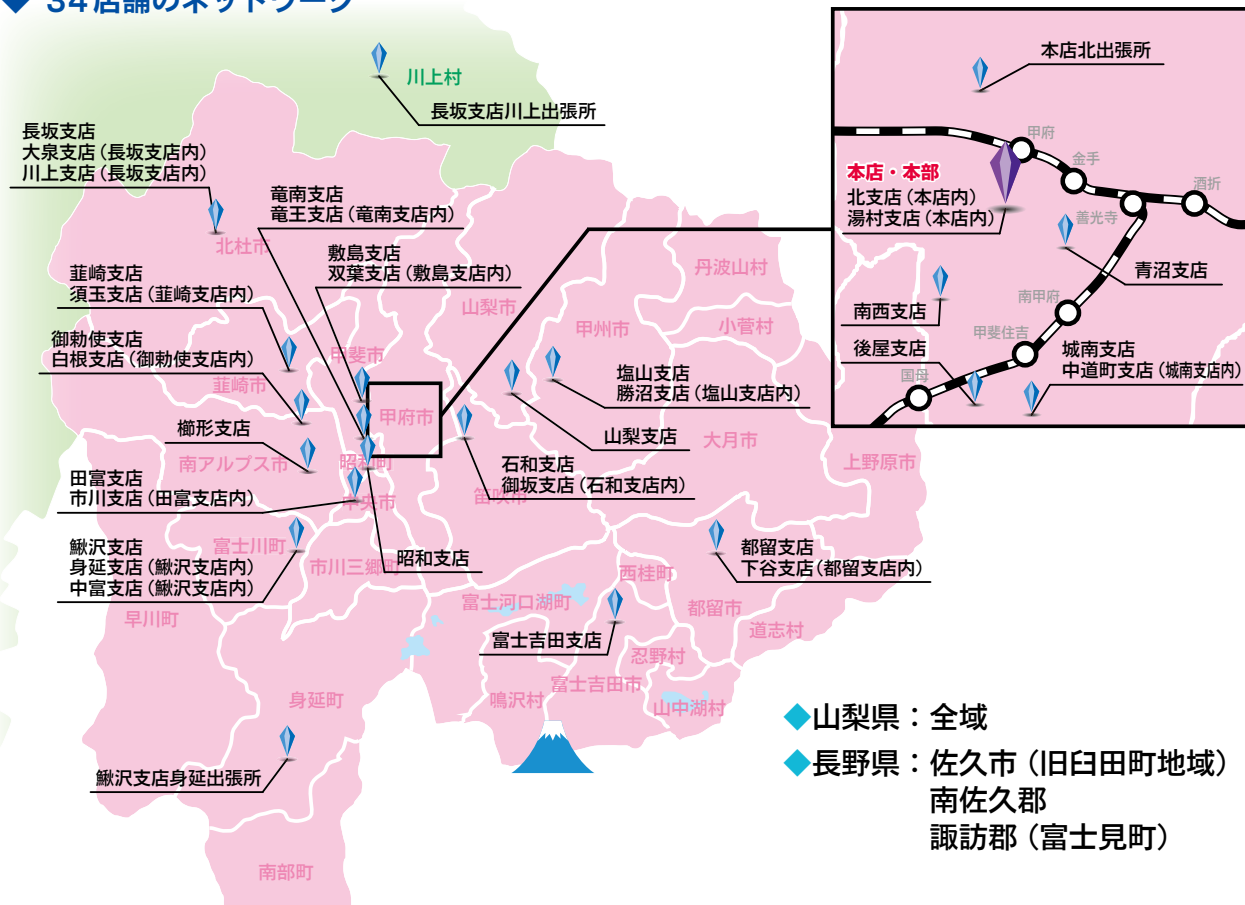 ◆ 34店舗のネットワーク
川上村
長坂支店川上出張所
長坂支店
大泉支店（長坂支店内）
川上支店（長坂支店内）
北杜市
竜南支店
竜王支店（竜南支店内）
敷島支店
双葉支店（敷島支店内）
韮崎支店
須玉支店（韮崎支店内）
御勅使支店
白根支店（御勅使支店内）
韮崎市
甲斐市
甲府市
山梨市
甲州市
丹波山村
小菅村
塩山支店
勝沼支店（塩山支店内）
山梨支店
大月市
上野原市
櫛形支店
南アルプス市
昭和町
石和支店
御坂支店（石和支店内）
笛吹市
田富支店
市川支店（田富支店内）
中央市
鰍沢支店
身延支店（鰍沢支店内）
中富支店（鰍沢支店内）
富士川町
市川三郷町
昭和支店
都留支店
下谷支店（都留支店内）
西桂町
都留市
道志村
早川町
富士河口湖町
富士吉田支店
忍野村
富士吉田市
山中湖村
鳴沢村
身延町
鰍沢支店身延出張所
南部町
本店北出張所
甲府
金手
酒折
善光寺
本店・本部
北支店（本店内）
湯村支店（本店内）
青沼支店
南西支店
南甲府
甲斐住吉
後屋支店
国母
城南支店
中道町支店（城南支店内）
◆山梨県：全域
◆長野県：佐久市（旧臼田町地域）
南佐久郡
諏訪郡（富士見町）